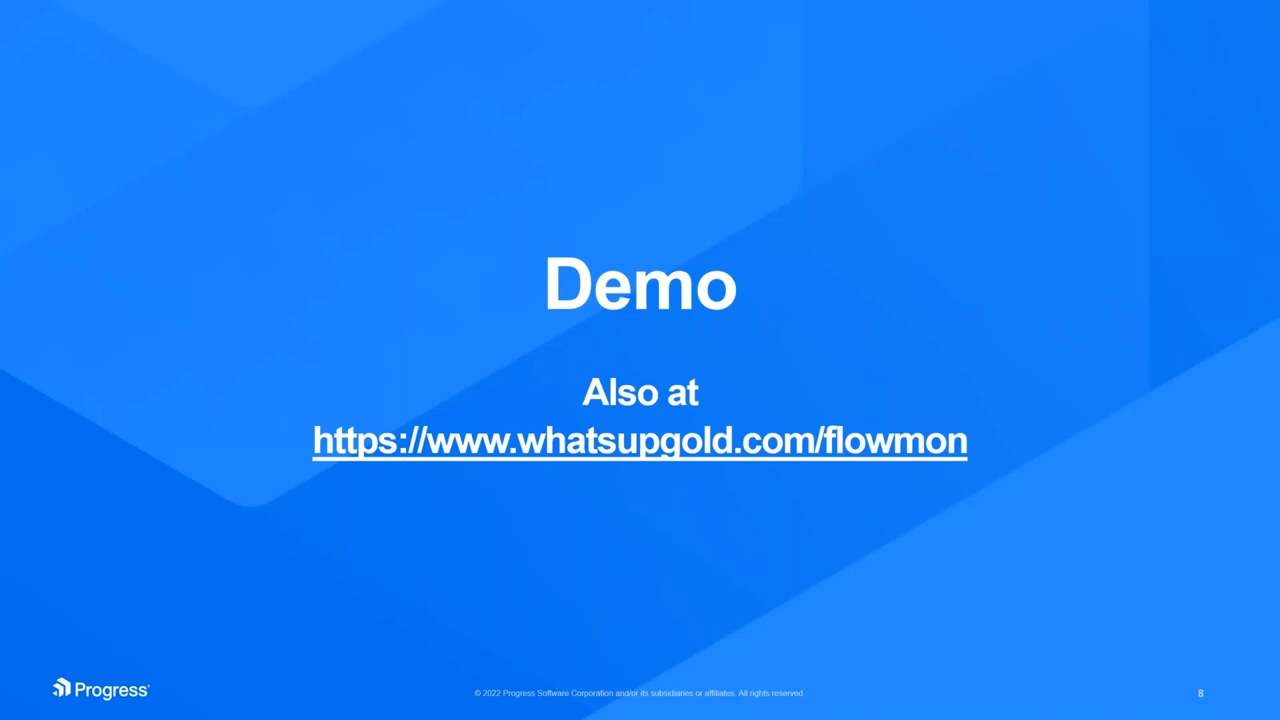 Demo
Also at
https://www.whatsupgold.com/flowmon
Progress®
© 2022 Progress Software Corporation and/or its subsidiaries or affiliates. All rights reserved.
8